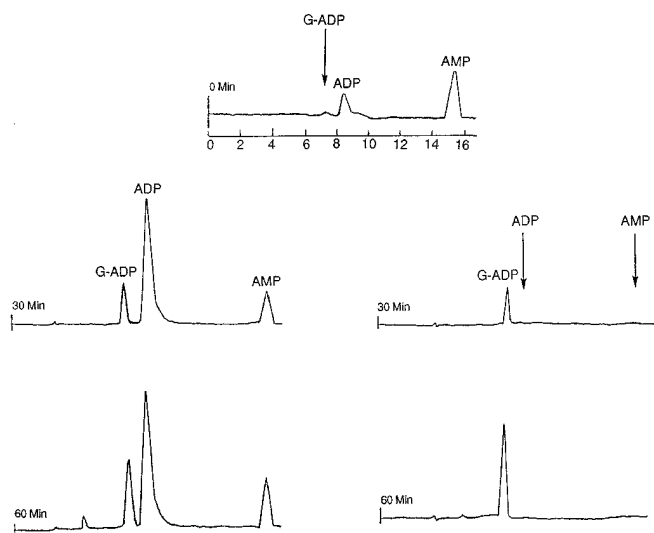 G-ADP
0 Min
ADP
AMP
0 2 4 6 8 10 12 14 16
ADP
G-ADP
AMP
30 Min
ADP
AMP
G-ADP
30 Min
60 Min
60 Min